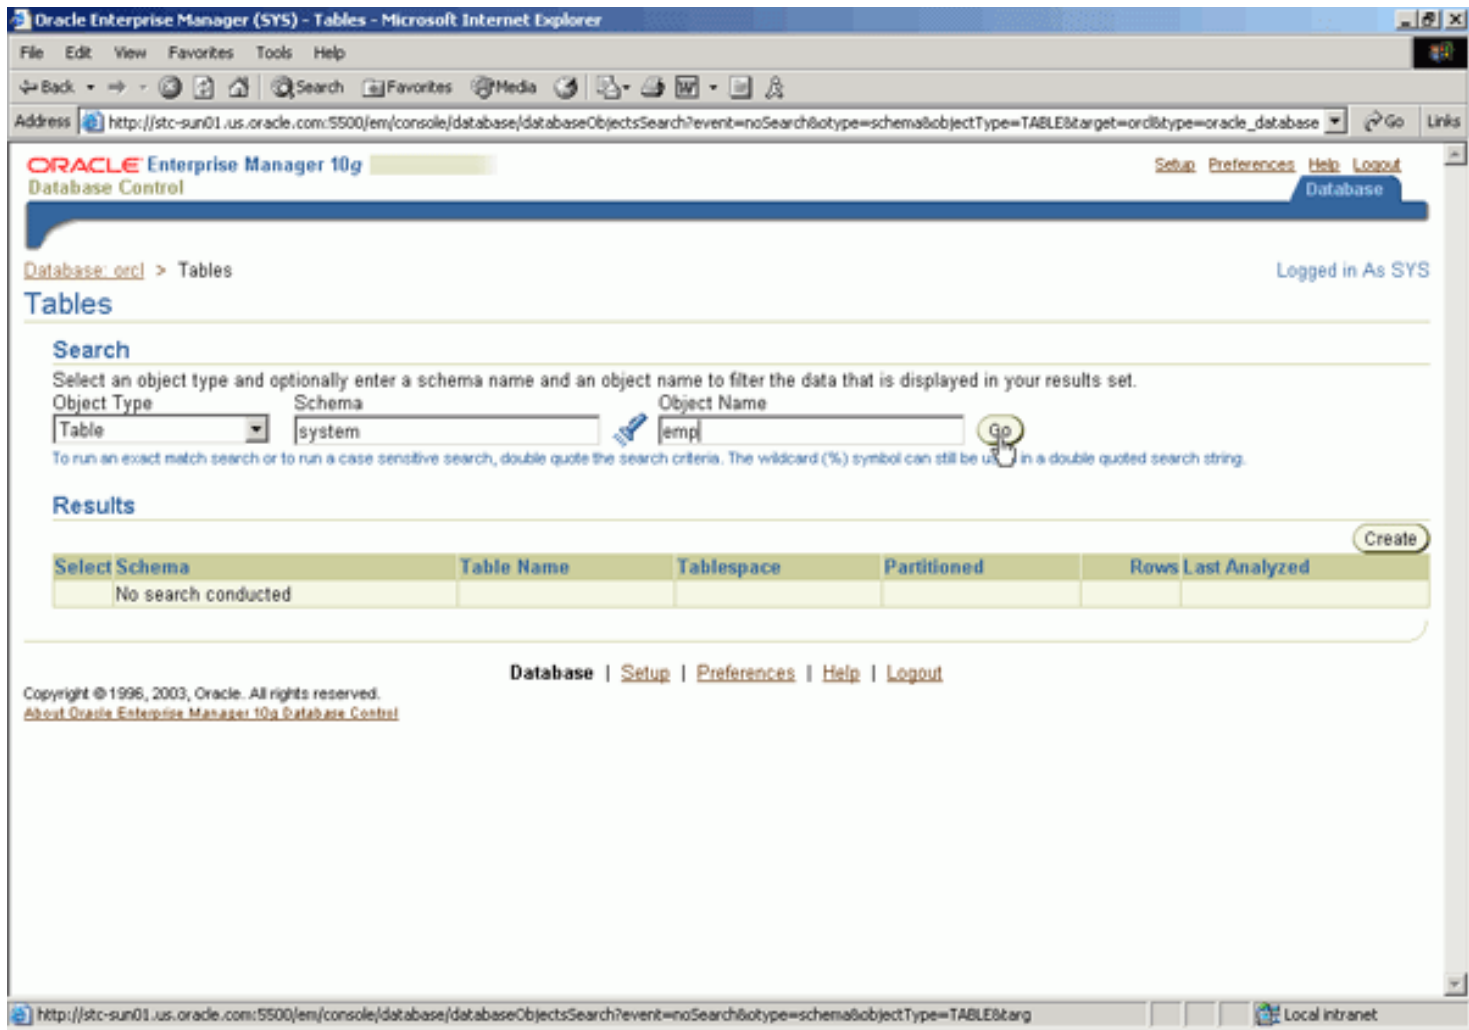 Oracle Enterprise Manager (SYS) - Tables - Microsoft Internet Explorer
File Edit View Favorites Tools Help
Back Search Favorites Media
Address http://stc-sun01.us.oracle.com:5500/em/console/database/databaseObjectsSearch?event=noSearch&otype=schema&objectType=TABLE&target=orcl&type=oracle_database Go Links
ORACLE Enterprise Manager 10g Setup Preferences Help Logout
Database Control Database
Database: orcl > Tables Logged in As SYS
Tables
Search
Select an object type and optionally enter a schema name and an object name to filter the data that is displayed in your results set.
Object Type Schema Object Name
Table system emp Go
To run an exact match search or to run a case sensitive search, double quote the search criteria. The wildcard (%) symbol can still be in a double quoted search string.
Results
Create
Select Schema Table Name Tablespace Partitioned Rows Last Analyzed
No search conducted
Database | Setup | Preferences | Help | Logout
Copyright © 1996, 2003, Oracle. All rights reserved.
About Oracle Enterprise Manager 10g Database Control
http://stc-sun01.us.oracle.com:5500/em/console/database/databaseObjectsSearch?event=noSearch&otype=schema&objectType=TABLE&targ Local intranet